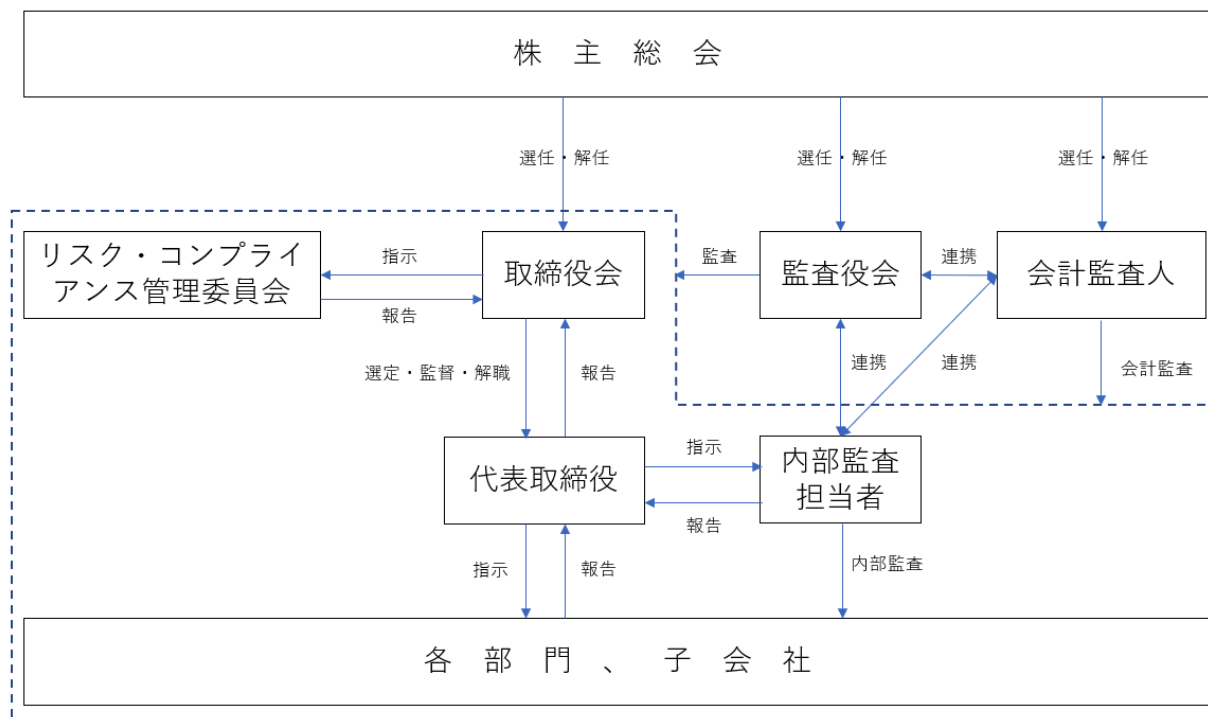 株主総会
選任・解任
選任・解任
選任・解任
リスク・コンプライ
アンス管理委員会
指示
報告
取締役会
監査
監査役会
連携
会計監査人
選定・監督・解職
報告
連携
連携
会計監査
代表取締役
指示
報告
内部監査
担当者
指示
報告
内部監査
各部門、子会社